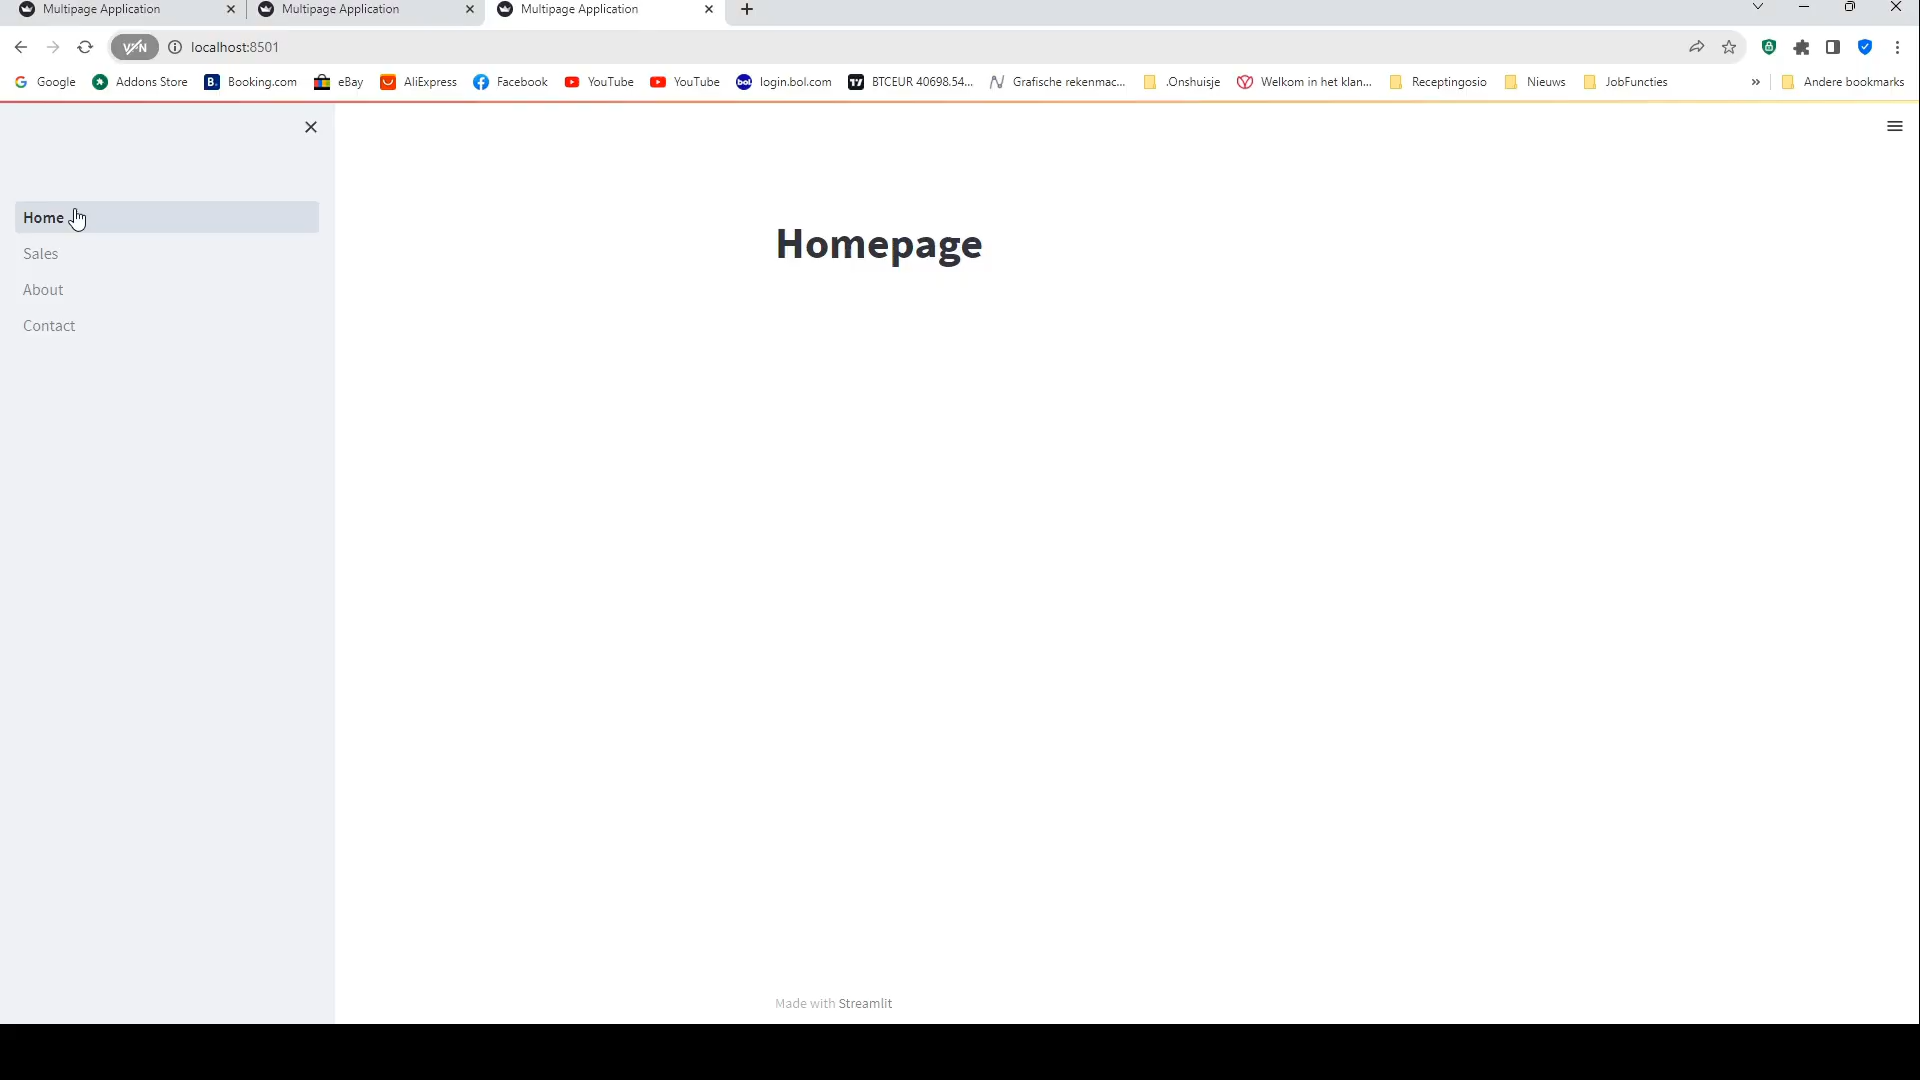 Multipage Application
Multipage Application
Multipage Application
VPN
localhost:8501
Google
Addons Store
B. Booking.com
eBay
AliExpress
Facebook
YouTube
YouTube
bol login.bol.com
BTCEUR 40698.54...
Grafische rekenmac...
.Onshuisje
Welkom in het klan...
Receptingosio
Nieuws
JobFuncties
»
Andere bookmarks
Home
Sales
About
Contact
Homepage
Made with Streamlit